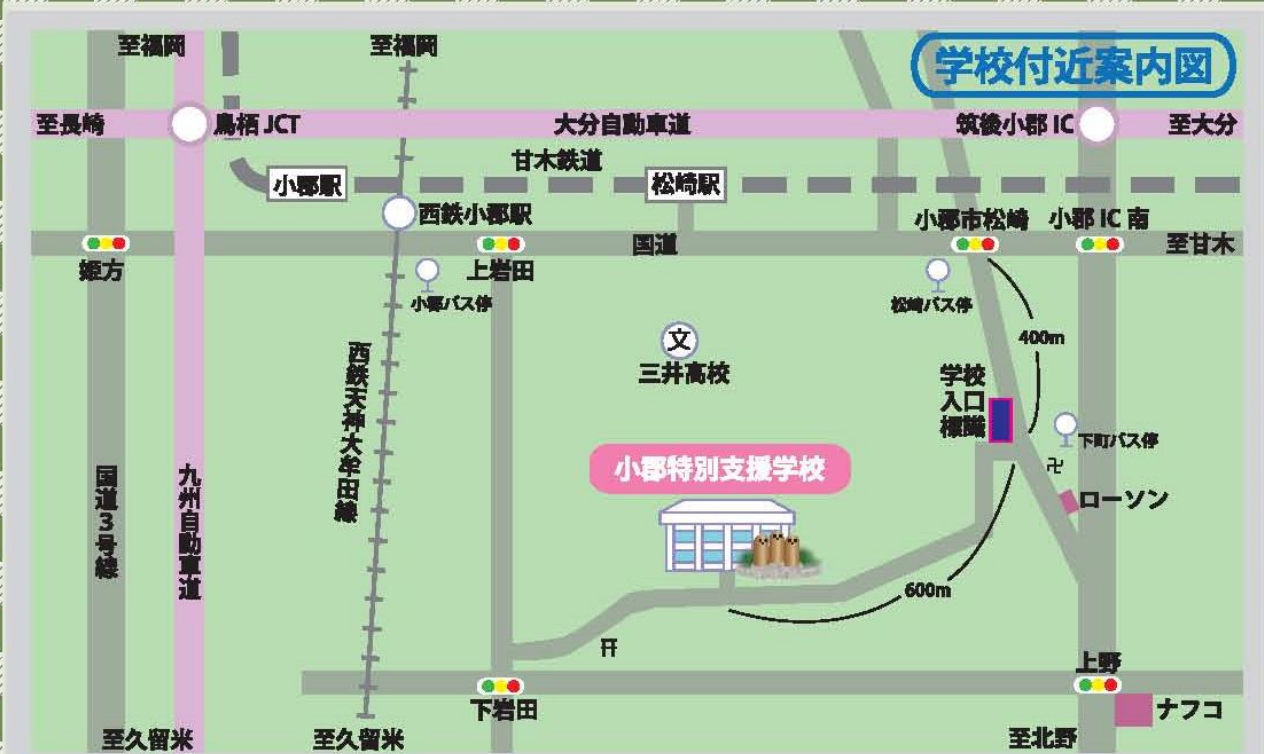 学校付近案内図
至福岡
至福岡
至長崎
鳥栖 JCT
大分自動車道
筑後小郡 IC
至大分
甘木鉄道
小郡駅
松崎駅
西鉄小郡駅
小郡市松崎
小郡 IC 南
姫方
上岩田
国道
至甘木
小郡バス停
松崎バス停
文
三井高校
400m
学校
入口
標識
下町バス停
西鉄天神大牟田線
小郡特別支援学校
卍
ローソン
国道3号線
九州自動車道
600m
上野
下岩田
ナフコ
至久留米
至久留米
至北野